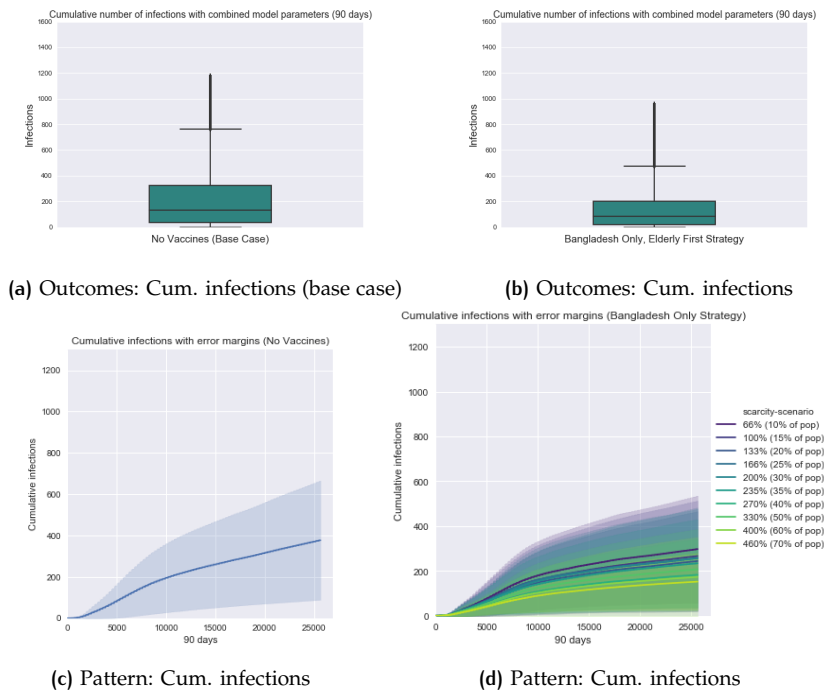 Cumulative number of infections with combined model parameters (90 days)
1600
1400
1200
1000
800
600
400
200
0
Infections
No Vaccines (Base Case)
(a) Outcomes: Cum. infections (base case)
Cumulative number of infections with combined model parameters (90 days)
1600
1400
1200
1000
800
600
400
200
0
Bangladesh Only, Elderly First Strategy
(b) Outcomes: Cum. infections
Cumulative infections with error margins (No Vaccines)
1200
1000
800
600
400
200
0
Cumulative infections
0 5000 10000 15000 20000 25000
90 days
(c) Pattern: Cum. infections
Cumulative infections with error margins (Bangladesh Only Strategy)
1200
1000
800
600
400
200
0
Cumulative infections
0 5000 10000 15000 20000 25000
90 days
scarcity-scenario
66% (10% of pop)
100% (15% of pop)
133% (20% of pop)
166% (25% of pop)
200% (30% of pop)
235% (35% of pop)
270% (40% of pop)
330% (50% of pop)
400% (60% of pop)
460% (70% of pop)
(d) Pattern: Cum. infections